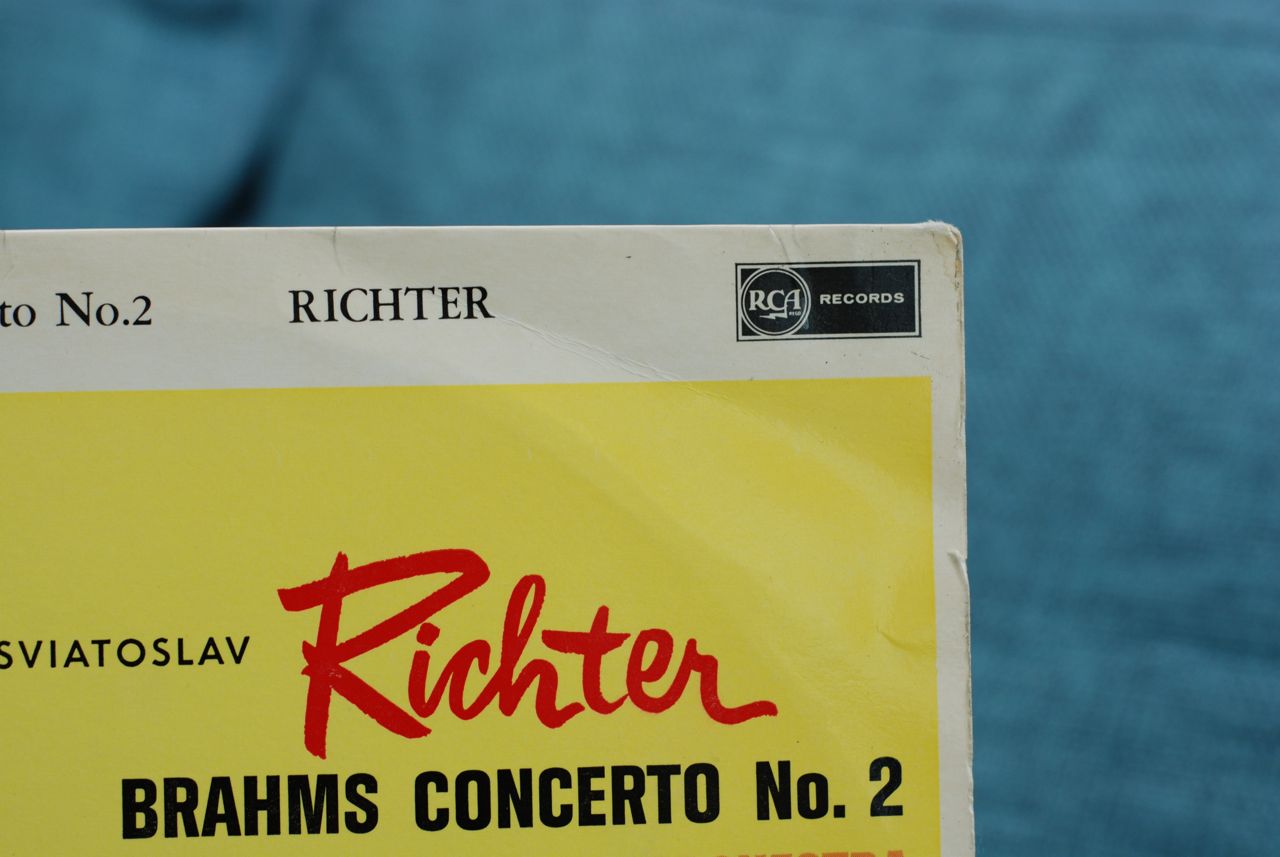 to No.2 RICHTER RCA RECORDS
SVIATOSLAV Richter
BRAHMS CONCERTO No. 2